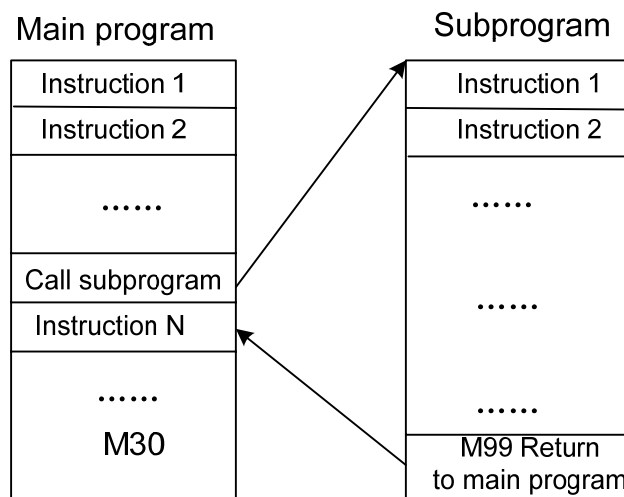 Main program
Instruction 1
Instruction 2
......
Call subprogram
Instruction N
......
M30
Subprogram
Instruction 1
Instruction 2
......
......
......
M99 Return
to main program